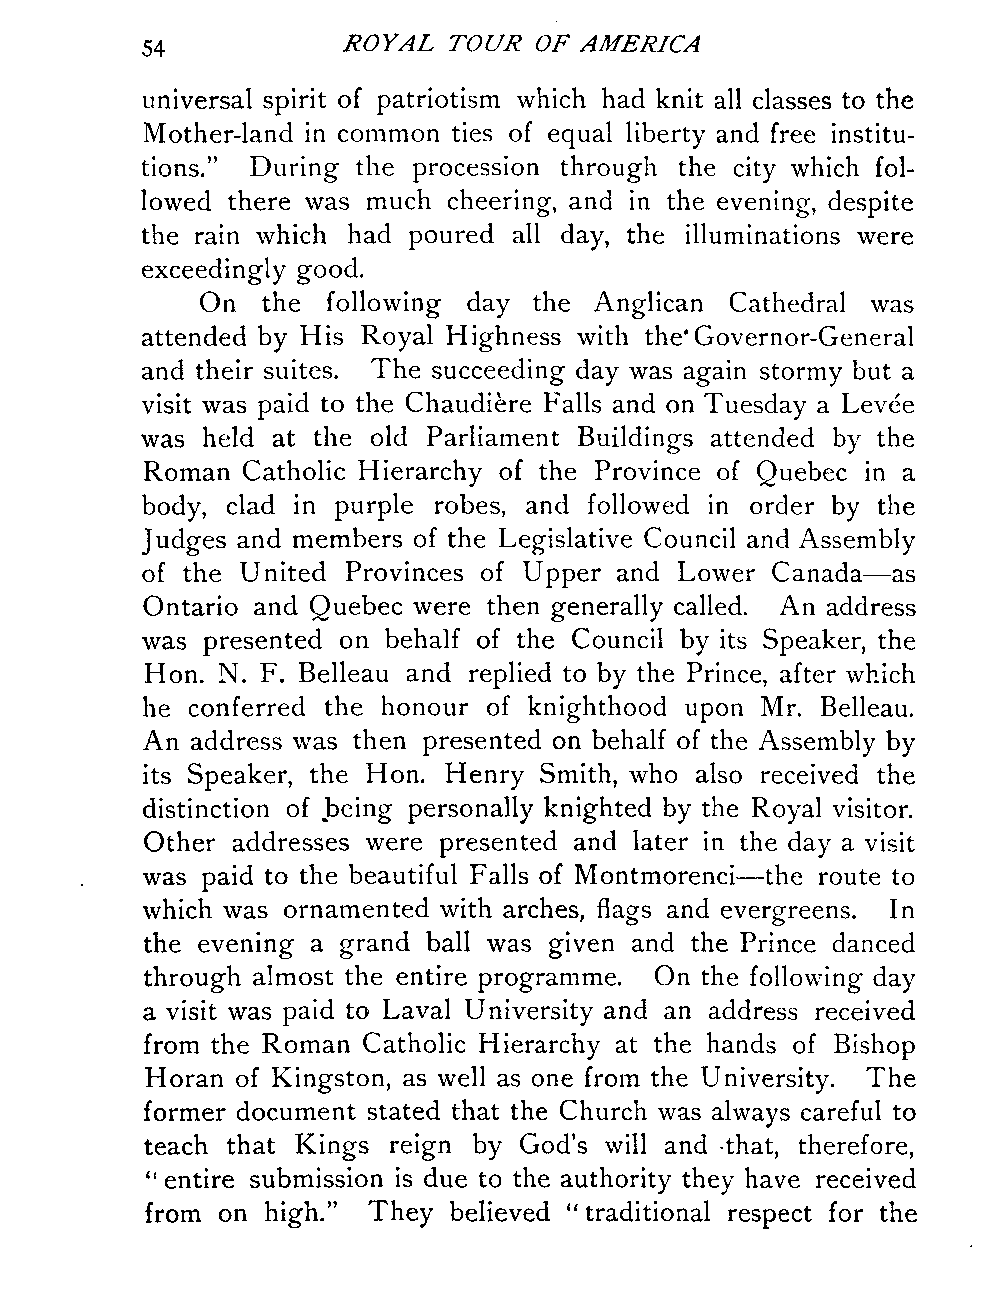 54 ROYAL TOUR OF AMERICA
universal spirit of patriotism which had knit all classes to the
Mother-land in common ties of equal liberty and free institu-
tions.” During the procession through the city which fol-
lowed there was much cheering, and in the evening, despite
the rain which had poured all day, the illuminations were
exceedingly good.
On the following day the Anglican Cathedral was
attended by His Royal Highness with the Governor-General
and their suites. The succeeding day was again stormy but a
visit was paid to the Chaudière Falls and on Tuesday a Levée
was held at the old Parliament Buildings attended by the
Roman Catholic Hierarchy of the Province of Quebec in a
body, clad in purple robes, and followed in order by the
Judges and members of the Legislative Council and Assembly
of the United Provinces of Upper and Lower Canada—as
Ontario and Quebec were then generally called. An address
was presented on behalf of the Council by its Speaker, the
Hon. N. F. Belleau and replied to by the Prince, after which
he conferred the honour of knighthood upon Mr. Belleau.
An address was then presented on behalf of the Assembly by
its Speaker, the Hon. Henry Smith, who also received the
distinction of being personally knighted by the Royal visitor.
Other addresses were presented and later in the day a visit
was paid to the beautiful Falls of Montmorenci—the route to
which was ornamented with arches, flags and evergreens. In
the evening a grand ball was given and the Prince danced
through almost the entire programme. On the following day
a visit was paid to Laval University and an address received
from the Roman Catholic Hierarchy at the hands of Bishop
Horan of Kingston, as well as one from the University. The
former document stated that the Church was always careful to
teach that Kings reign by God's will and that, therefore,
“entire submission is due to the authority they have received
from on high.” They believed “traditional respect for the